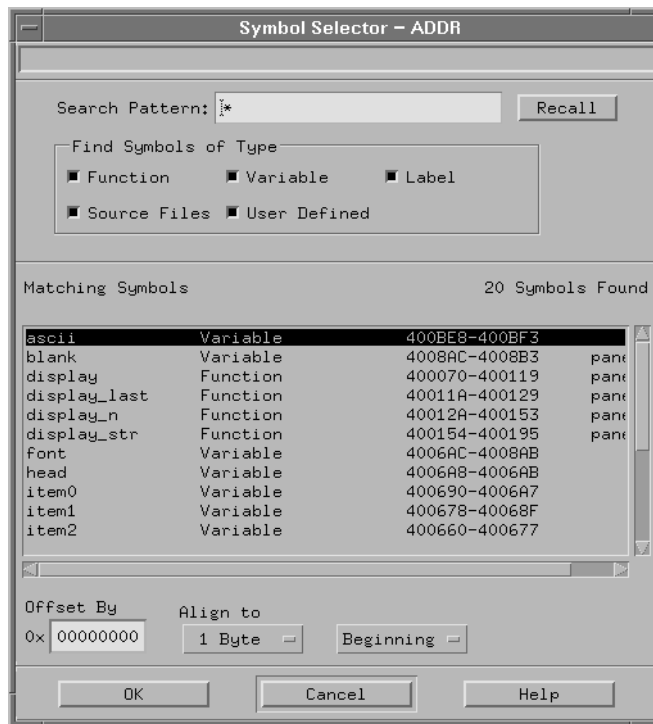 Symbol Selector – ADDR
Search Pattern: * Recall
Find Symbols of Type
Function Variable Label
Source Files User Defined
Matching Symbols 20 Symbols Found
ascii Variable 400BE8-400BF3
blank Variable 4008AC-4008B3 pane
display Function 400070-400119 pane
display_last Function 40011A-400129 pane
display_n Function 40012A-400153 pane
display_str Function 400154-400195 pane
font Variable 4006AC-4008AB
head Variable 4006A8-4006AB
item0 Variable 400690-4006A7
item1 Variable 400678-40068F
item2 Variable 400660-400677
Offset By Align to
0x 00000000 1 Byte Beginning
OK Cancel Help